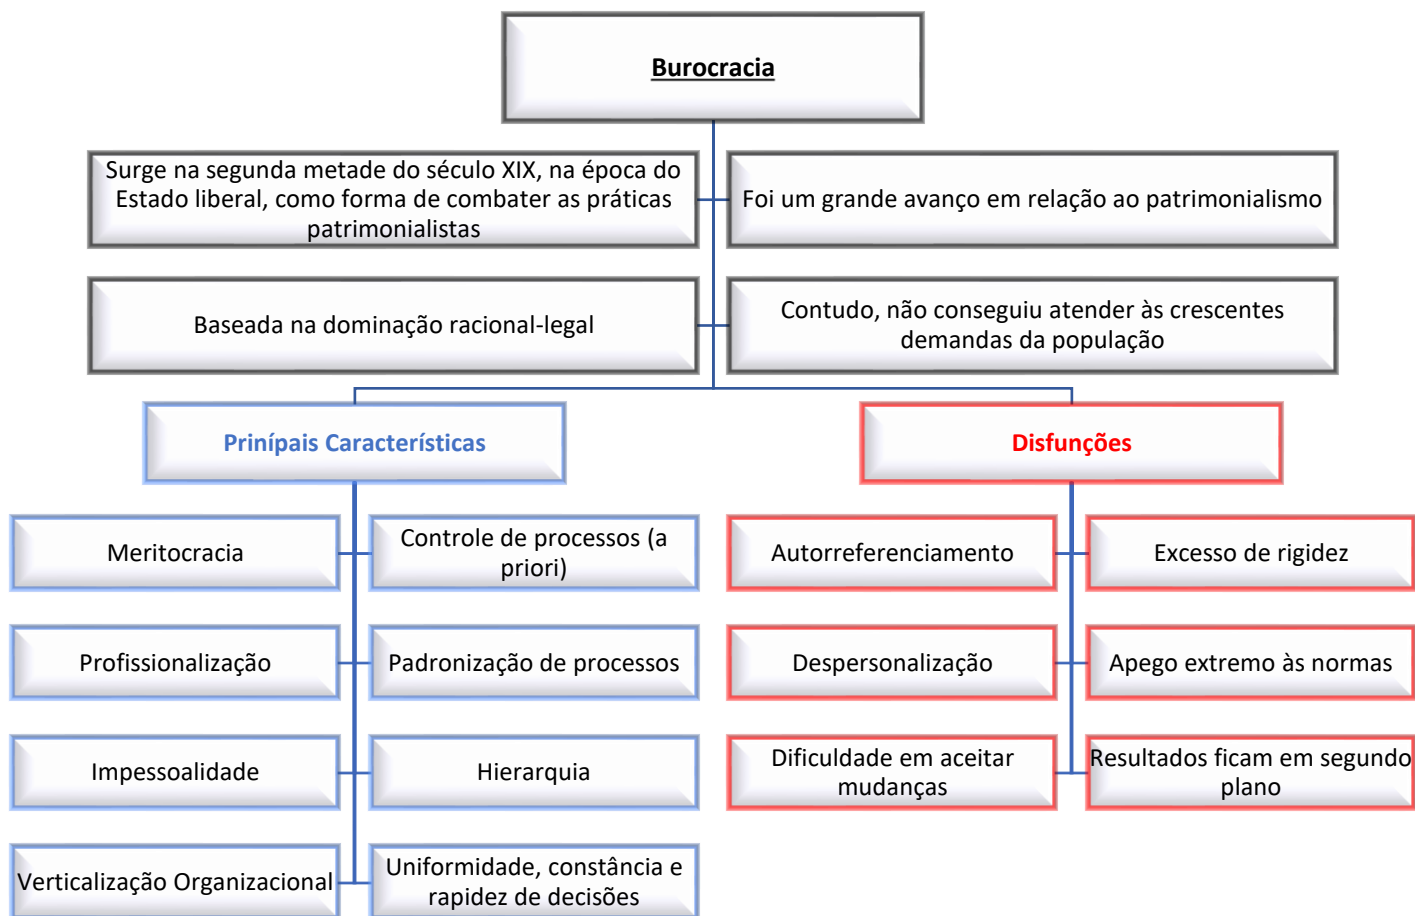 Burocracia
Surge na segunda metade do século XIX, na época do
Estado liberal, como forma de combater as práticas
patrimonialistas
Foi um grande avanço em relação ao patrimonialismo
Baseada na dominação racional-legal
Contudo, não conseguiu atender às crescentes
demandas da população
Prinípais Características
Disfunções
Meritocracia
Controle de processos (a
priori)
Autorreferenciamento
Excesso de rigidez
Profissionalização
Padronização de processos
Despersonalização
Apego extremo às normas
Impessoalidade
Hierarquia
Dificuldade em aceitar
mudanças
Resultados ficam em segundo
plano
Verticalização Organizacional
Uniformidade, constância e
rapidez de decisões